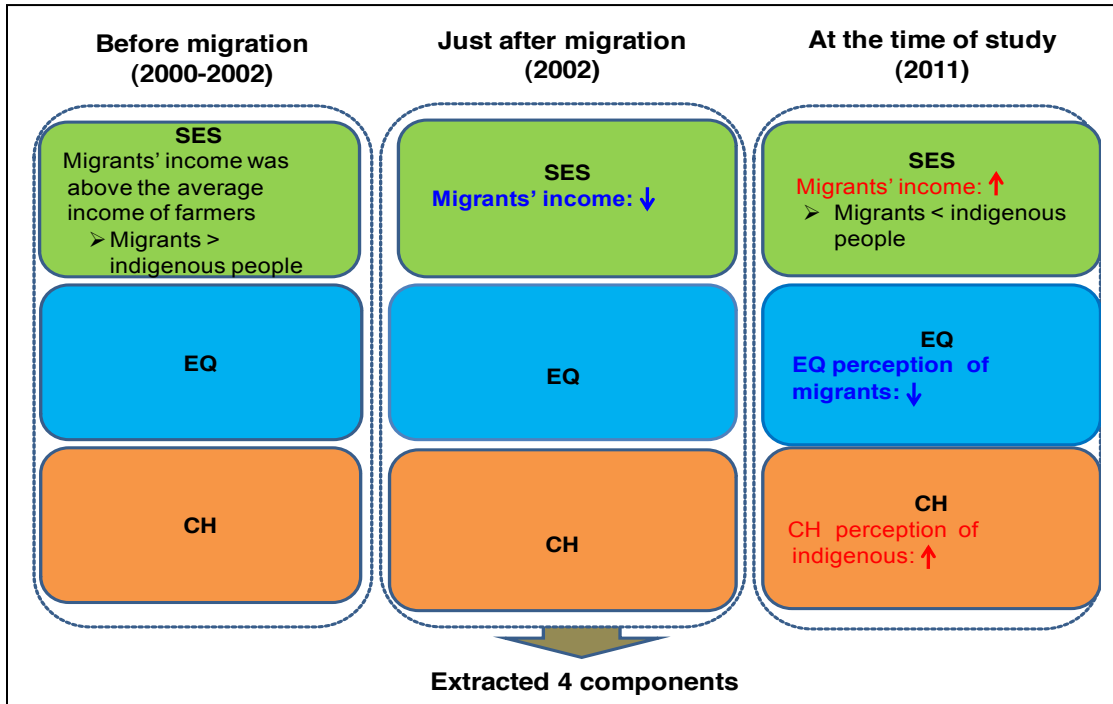 Before migration
(2000-2002)
Just after migration
(2002)
At the time of study
(2011)
SES
Migrants’ income was
above the average
income of farmers
➢ Migrants >
indigenous people
EQ
CH
SES
Migrants’ income: ↓
EQ
CH
SES
Migrants’ income: ↑
➢ Migrants < indigenous
people
EQ
EQ perception of
migrants: ↓
CH
CH perception of
indigenous: ↑
Extracted 4 components